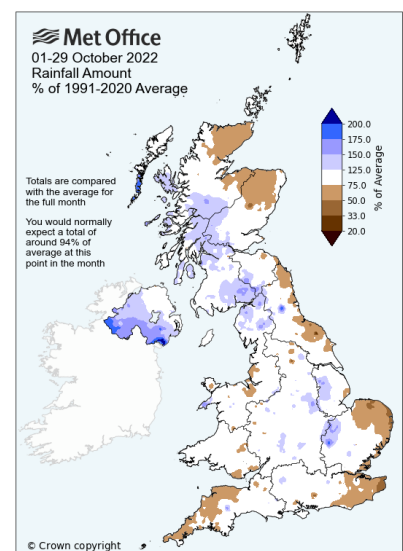 Met Office
01-29 October 2022
Rainfall Amount
% of 1991-2020 Average
Totals are compared
with the average for
the full month
You would normally
expect a total of
around 94% of
average at this
point in the month
200.0
175.0
150.0
125.0
75.0
50.0
33.0
20.0
% of Average
© Crown copyright